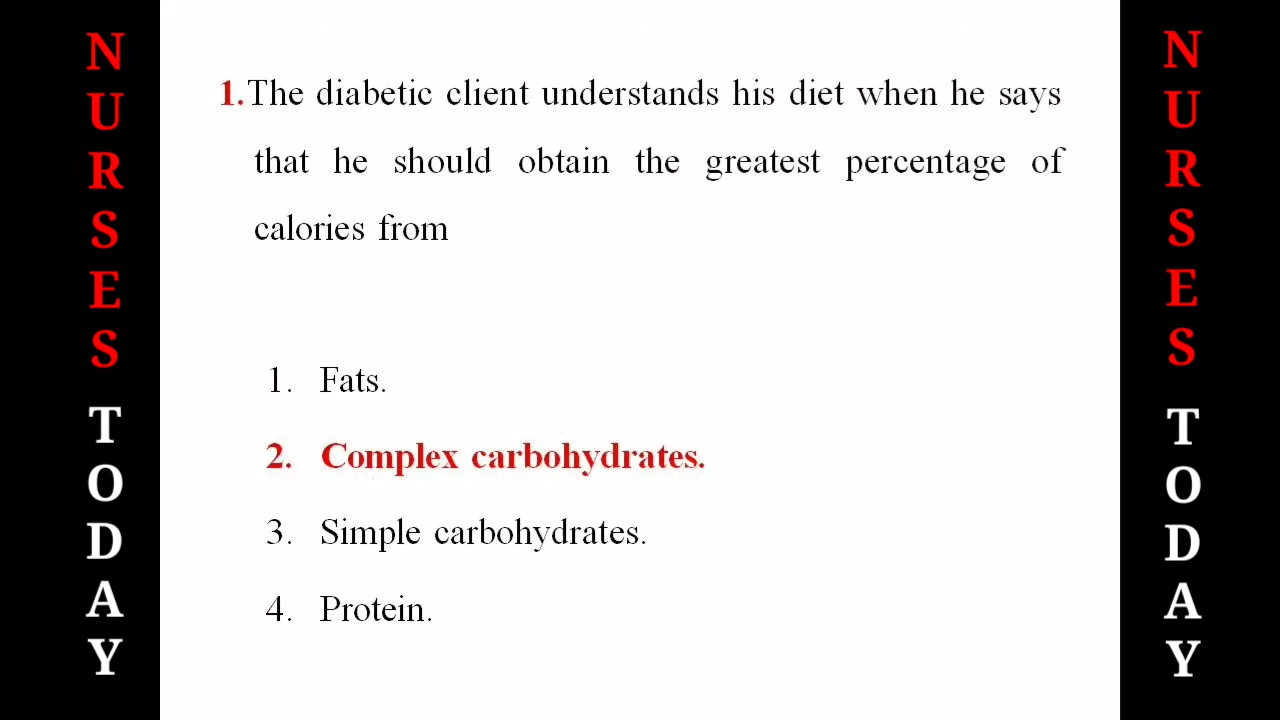 NURSES TODAY
1.The diabetic client understands his diet when he says
that he should obtain the greatest percentage of
calories from
1. Fats.
2. Complex carbohydrates.
3. Simple carbohydrates.
4. Protein.
NURSES TODAY